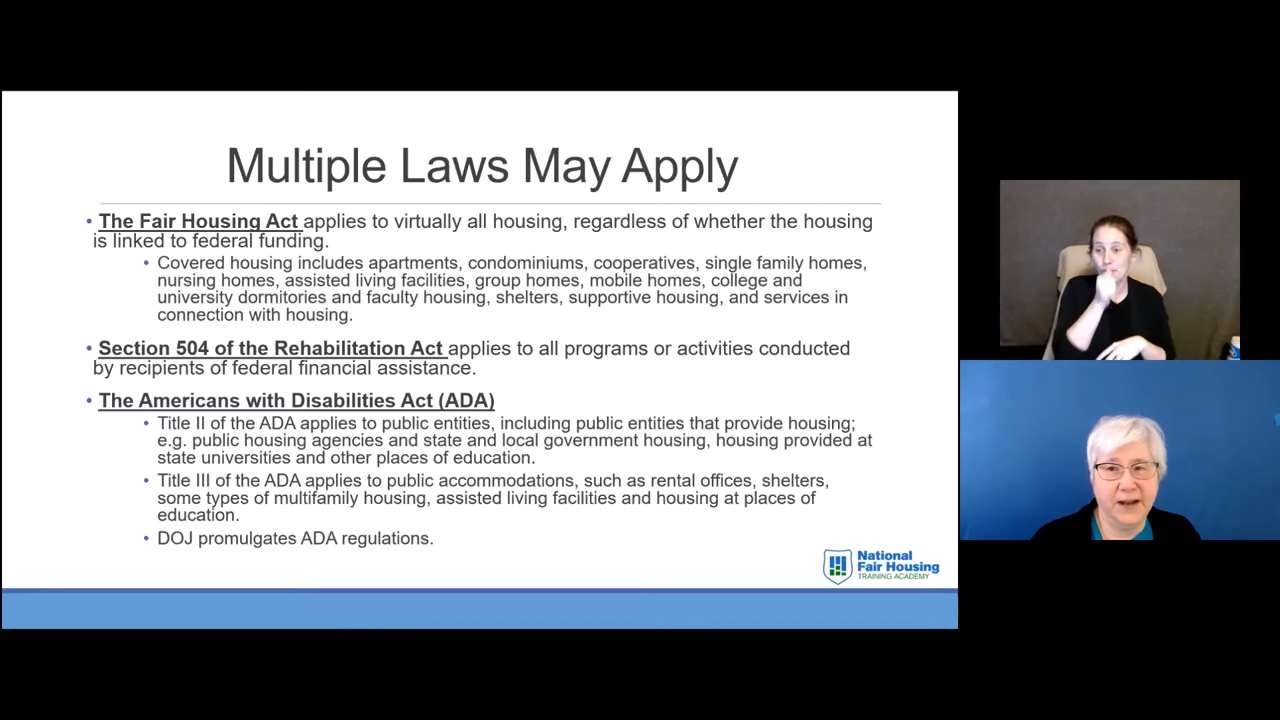 Multiple Laws May Apply
• The Fair Housing Act applies to virtually all housing, regardless of whether the housing
is linked to federal funding.
• Covered housing includes apartments, condominiums, cooperatives, single family homes,
nursing homes, assisted living facilities, group homes, mobile homes, college and
university dormitories and faculty housing, shelters, supportive housing, and services in
connection with housing.
• Section 504 of the Rehabilitation Act applies to all programs or activities conducted
by recipients of federal financial assistance.
• The Americans with Disabilities Act (ADA)
• Title II of the ADA applies to public entities, including public entities that provide housing;
e.g. public housing agencies and state and local government housing, housing provided at
state universities and other places of education.
• Title III of the ADA applies to public accommodations, such as rental offices, shelters,
some types of multifamily housing, assisted living facilities and housing at places of
education.
• DOJ promulgates ADA regulations.
National
Fair Housing
TRAINING ACADEMY